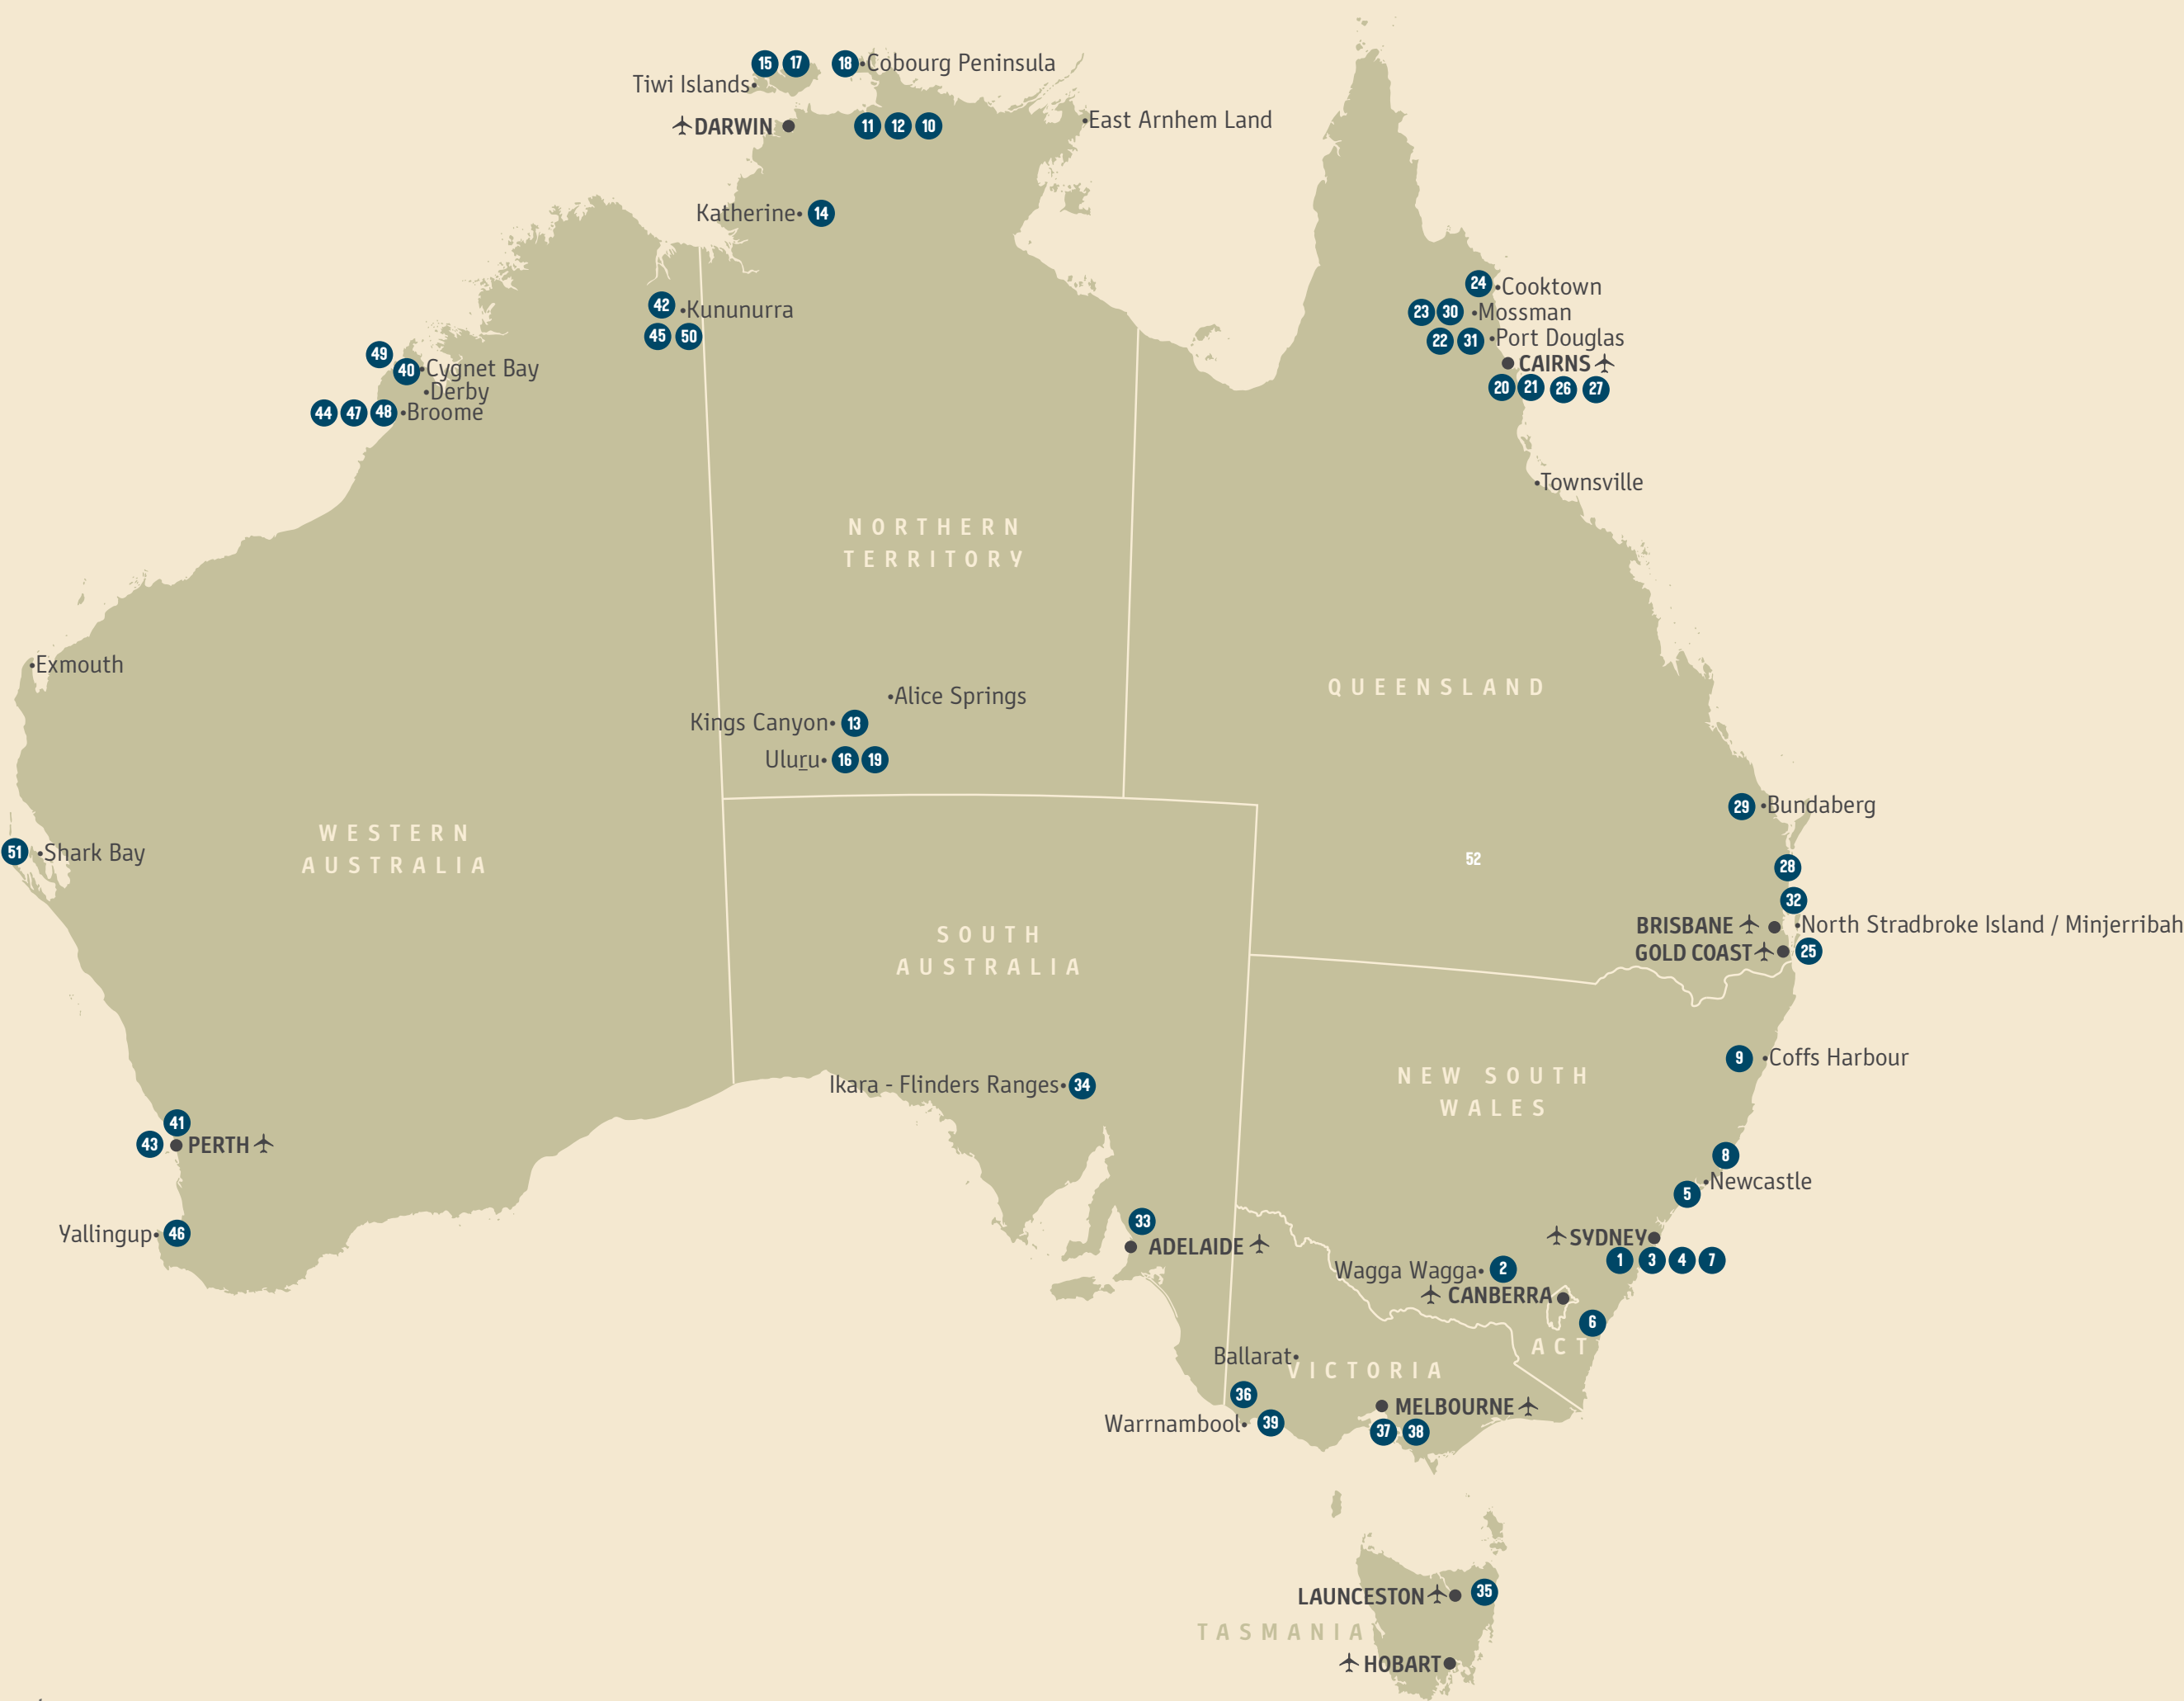 15 17 18 Cobourg Peninsula
Tiwi Islands
DARWIN 11 12 10
East Arnhem Land
Katherine 14
24 Cooktown
42 Kununurra
23 30 Mossman
45 50
22 31 Port Douglas
49
CAIRNS
40 Cygnet Bay
20 21 26 27
Derby
44 47 48 Broome
Townsville
NORTHERN
TERRITORY
Exmouth
QUEENSLAND
Alice Springs
Kings Canyon 13
Uluṟu 16 19
29 Bundaberg
WESTERN
AUSTRALIA
51 Shark Bay
52
28
32
BRISBANE North Stradbroke Island / Minjerribah
SOUTH
AUSTRALIA
GOLD COAST 25
9 Coffs Harbour
NEW SOUTH
WALES
Ikara - Flinders Ranges 34
41
43 PERTH
8
Newcastle
5
33
Yallingup 46
SYDNEY
ADELAIDE
1 3 4 7
Wagga Wagga 2
CANBERRA
6
ACT
Ballarat
VICTORIA
36
MELBOURNE
Warrnambool 39
37 38
LAUNCESTON 35
TASMANIA
HOBART